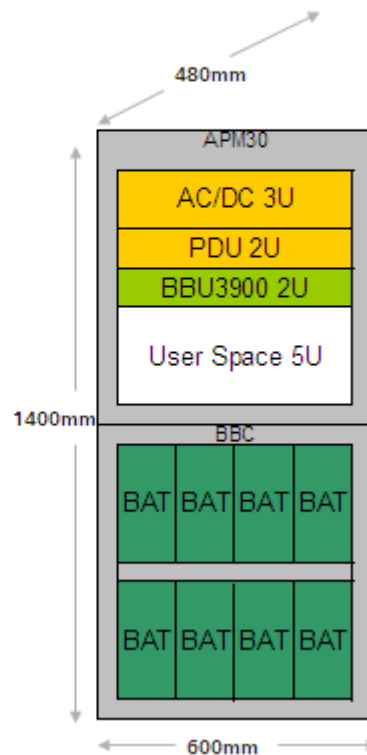 480mm
APM30
AC/DC 3U
PDU 2U
BBU3900 2U
User Space 5U
1400mm
BBC
BAT BAT BAT BAT
BAT BAT BAT BAT
600mm